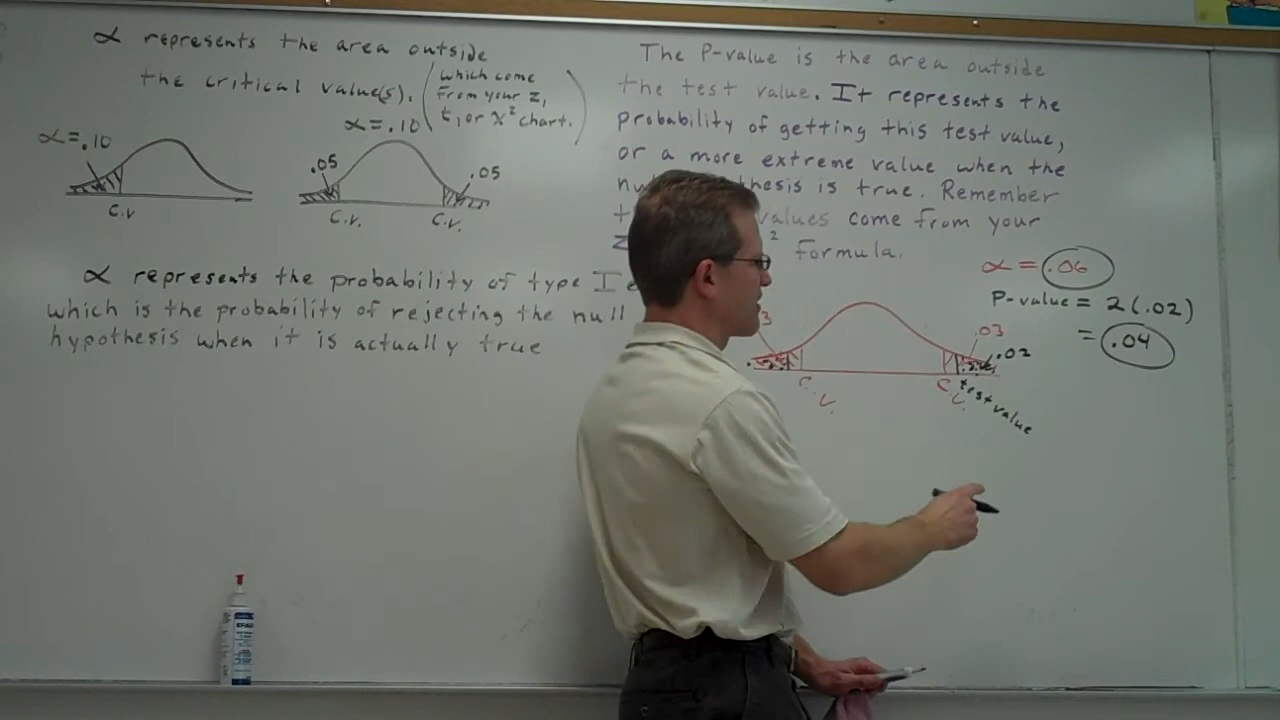 α represents the area outside
the critical value(s). (which come
from your z,
t, or χ² chart.)
α=.10
C.V
α=.10
.05
.05
C.V.
C.V.
α represents the probability of type I
which is the probability of rejecting the null
hypothesis when it is actually true
The P-value is the area outside
the test value. It represents the
probability of getting this test value,
or a more extreme value when the
is true. Remember
values come from your
² formula.
α = .06
P-value = 2(.02)
= .04
.03
.02
C.V.
C.V.
test value
EXPO